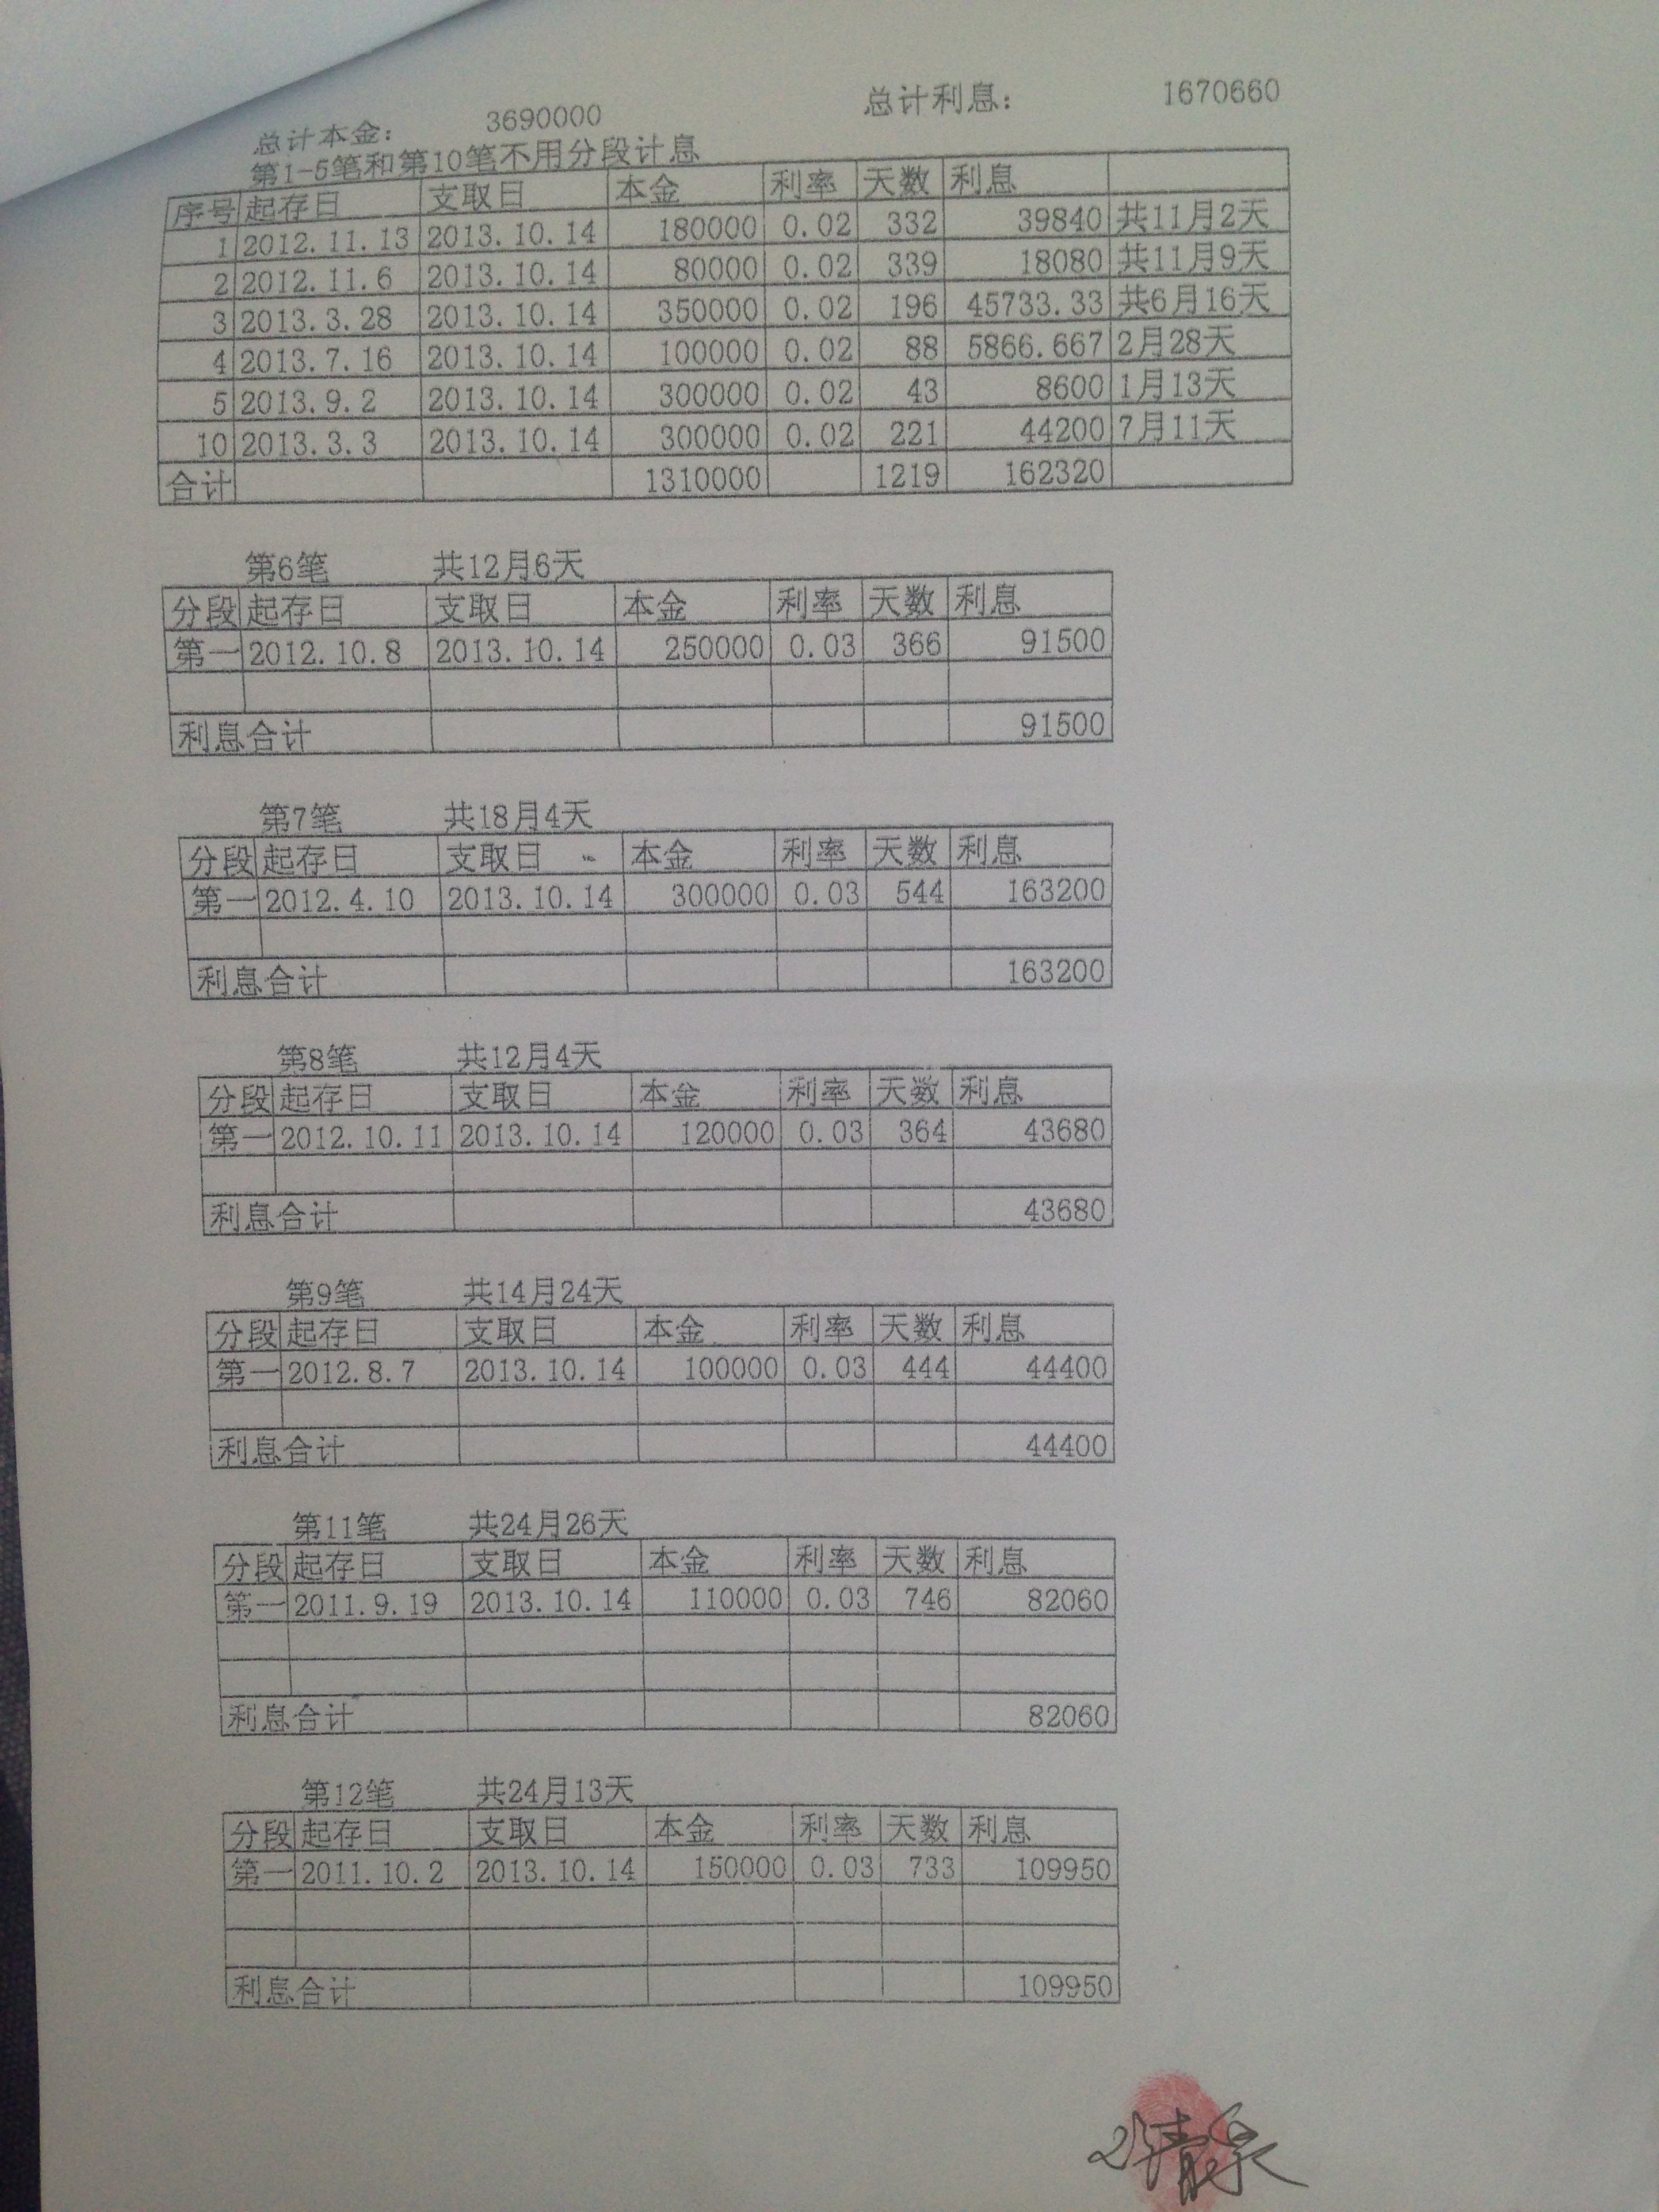 总计本金： 3690000 总计利息： 1670660
第1-5笔和第10笔不用分段计息
序号 起存日 支取日 本金 利率 天数 利息
1 2012.11.13 2013.10.14 180000 0.02 332 39840 共11月2天
2 2012.11.6 2013.10.14 80000 0.02 339 18080 共11月9天
3 2013.3.28 2013.10.14 350000 0.02 196 45733.33 共6月16天
4 2013.7.16 2013.10.14 100000 0.02 88 5866.667 2月28天
5 2013.9.2 2013.10.14 300000 0.02 43 8600 1月13天
10 2013.3.3 2013.10.14 300000 0.02 221 44200 7月11天
合计 1310000 1219 162320
第6笔 共12月6天
分段 起存日 支取日 本金 利率 天数 利息
第一 2012.10.8 2013.10.14 250000 0.03 366 91500
利息合计 91500
第7笔 共18月4天
分段 起存日 支取日 本金 利率 天数 利息
第一 2012.4.10 2013.10.14 300000 0.03 544 163200
利息合计 163200
第8笔 共12月4天
分段 起存日 支取日 本金 利率 天数 利息
第一 2012.10.11 2013.10.14 120000 0.03 364 43680
利息合计 43680
第9笔 共14月24天
分段 起存日 支取日 本金 利率 天数 利息
第一 2012.8.7 2013.10.14 100000 0.03 444 44400
利息合计 44400
第11笔 共24月26天
分段 起存日 支取日 本金 利率 天数 利息
第一 2011.9.19 2013.10.14 110000 0.03 746 82060
利息合计 82060
第12笔 共24月13天
分段 起存日 支取日 本金 利率 天数 利息
第一 2011.10.2 2013.10.14 150000 0.03 733 109950
利息合计 109950